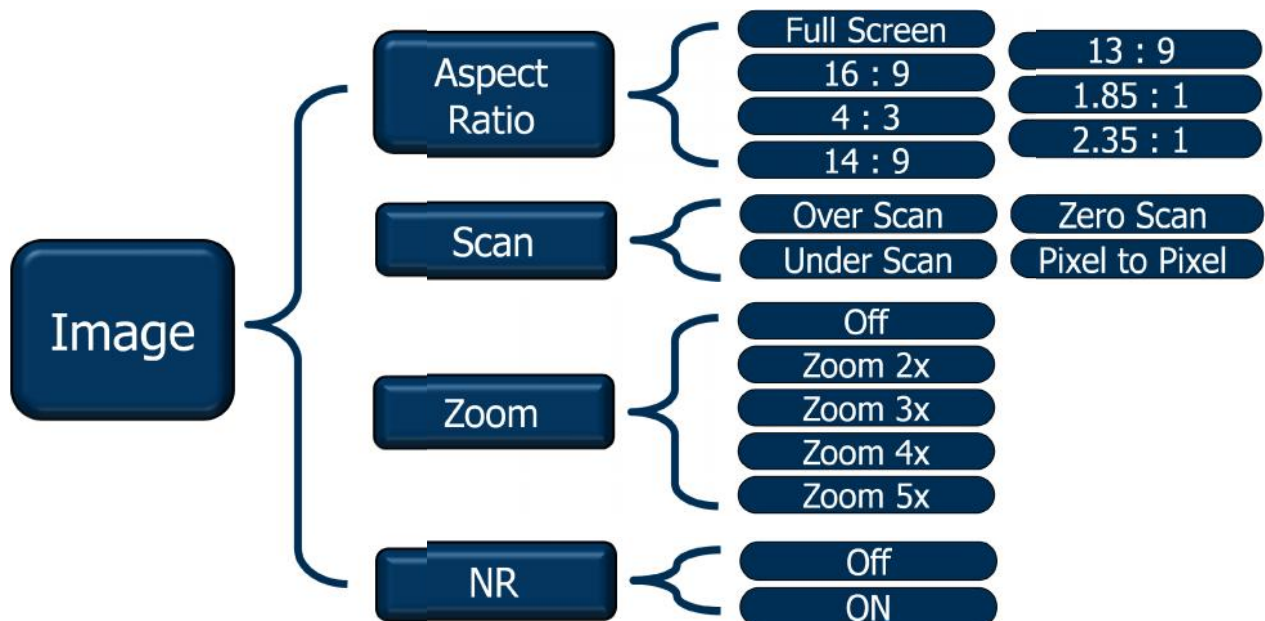 Image
Aspect
Ratio
Full Screen
16 : 9
4 : 3
14 : 9
13 : 9
1.85 : 1
2.35 : 1
Scan
Over Scan
Under Scan
Zero Scan
Pixel to Pixel
Zoom
Off
Zoom 2x
Zoom 3x
Zoom 4x
Zoom 5x
NR
Off
ON